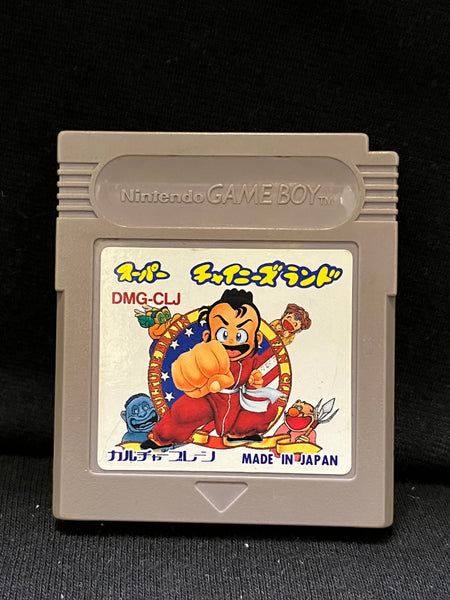 Nintendo GAME BOY TM
スーパー チャイニーズランド
DMG-CLJ
カルチャーブレーン
MADE IN JAPAN